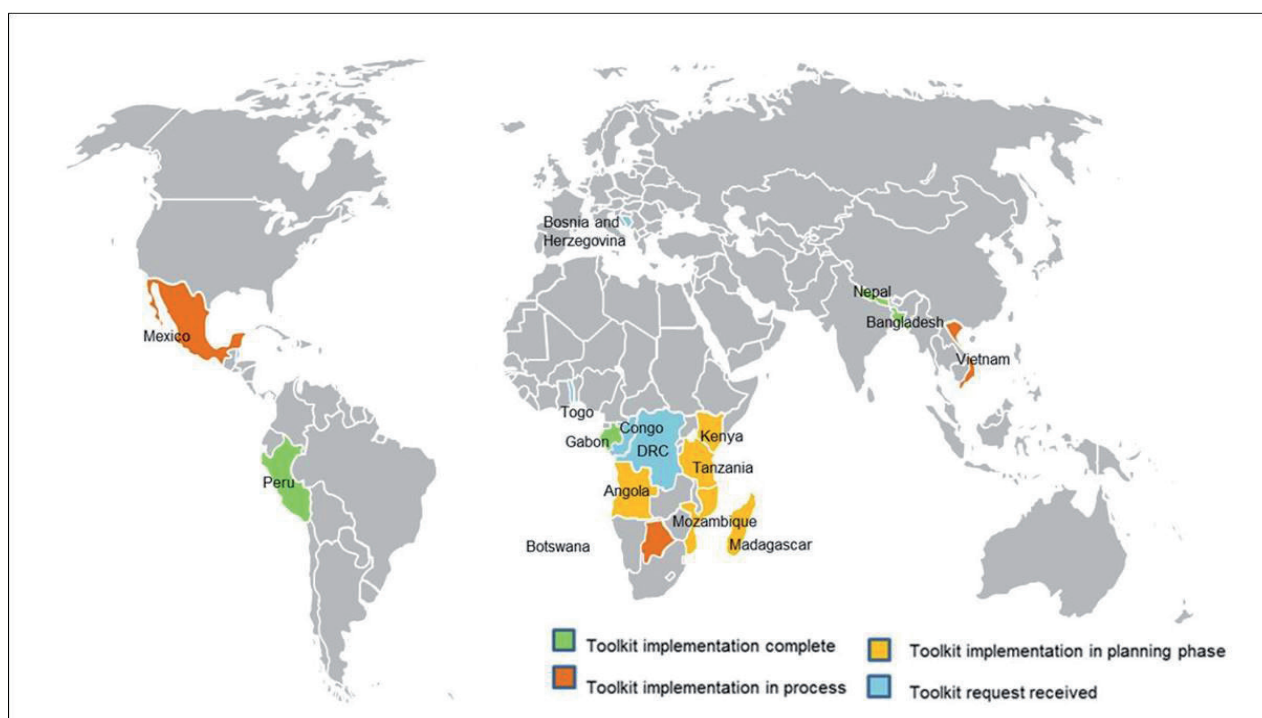 Bosnia and
Herzegovina
Nepal
Bangladesh
Mexico
Vietnam
Togo
Congo
Gabon
Kenya
DRC
Tanzania
Peru
Angola
Mozambique
Botswana
Madagascar
Toolkit implementation complete
Toolkit implementation in planning phase
Toolkit implementation in process
Toolkit request received